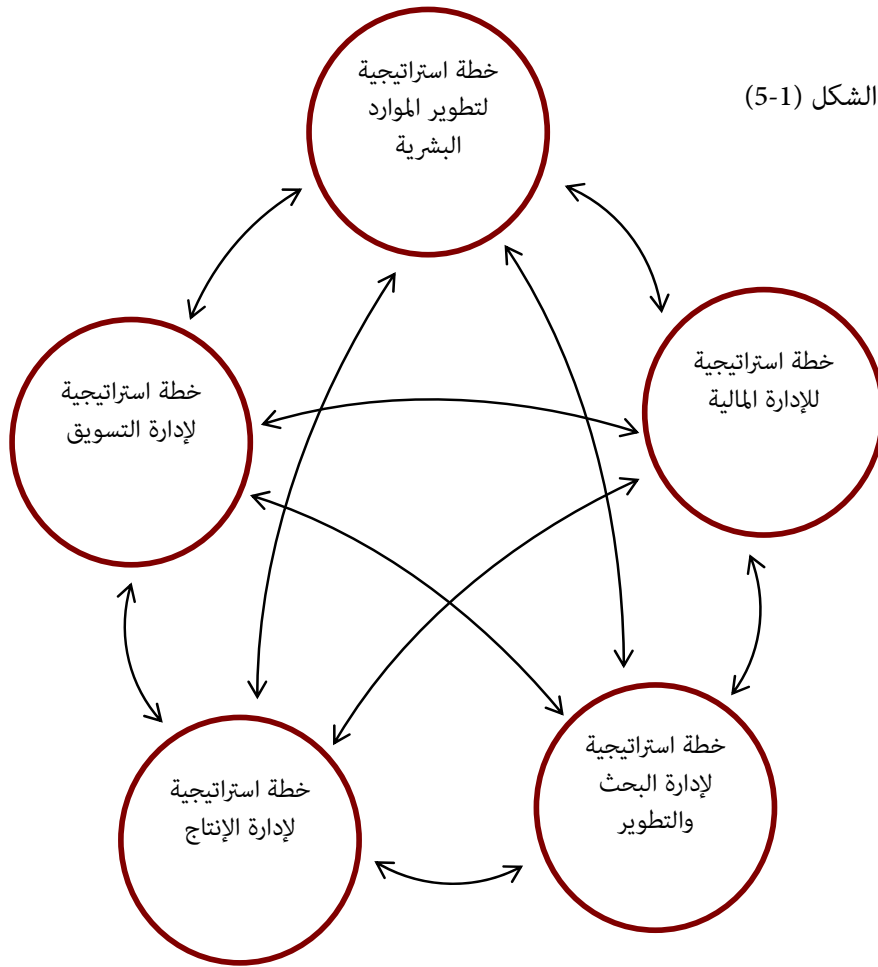 الشكل (1-5)
خطة استراتيجية
لتطوير الموارد
البشرية
خطة استراتيجية
للإدارة المالية
خطة استراتيجية
لإدارة التسويق
خطة استراتيجية
لإدارة البحث
والتطوير
خطة استراتيجية
لإدارة الإنتاج